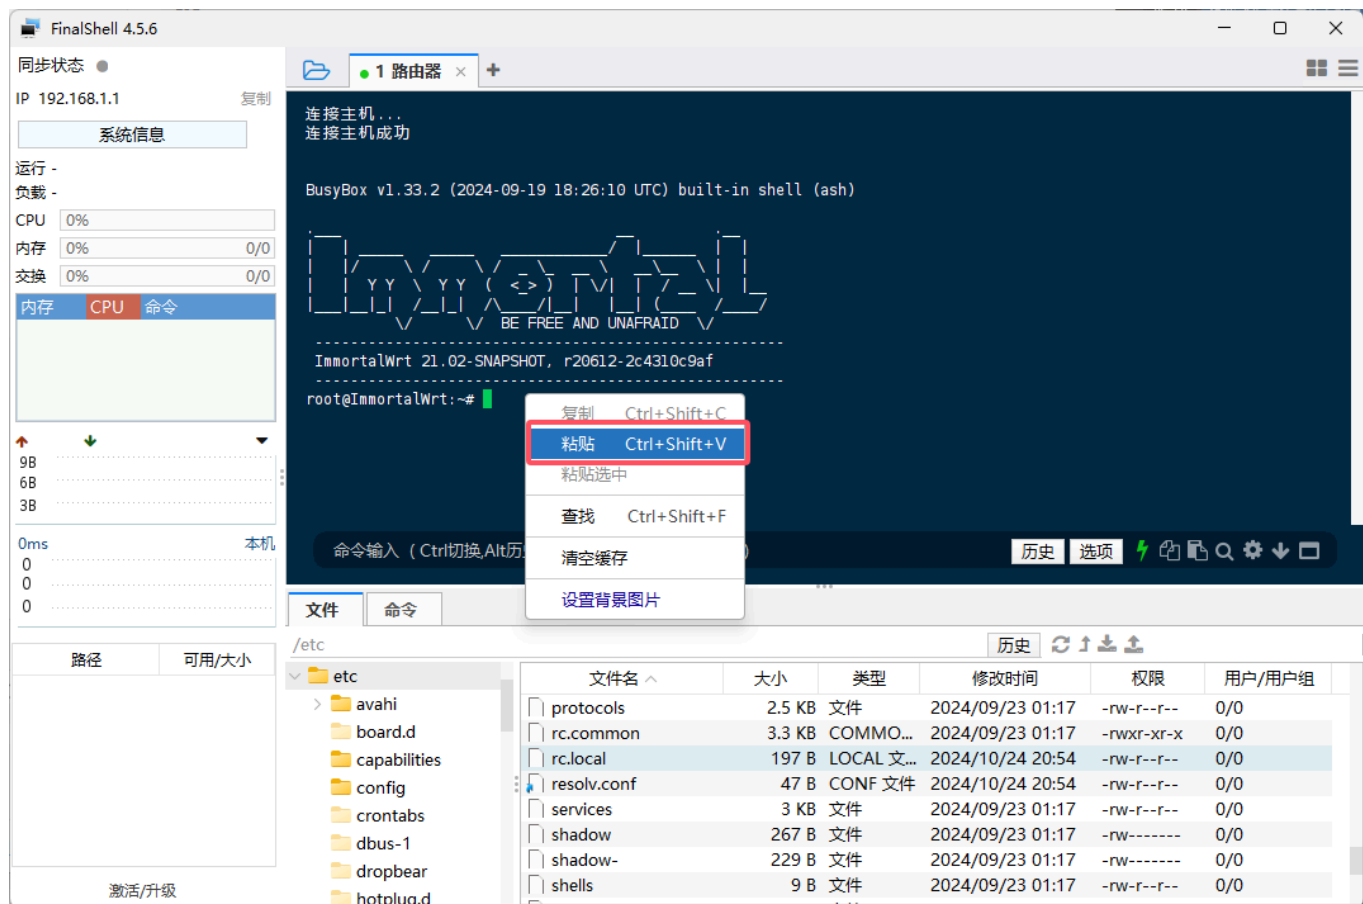 FinalShell 4.5.6
同步状态
IP 192.168.1.1 复制
系统信息
运行 -
负载 -
CPU 0%
内存 0% 0/0
交换 0% 0/0
内存 CPU 命令
9B
6B
3B
0ms 本机
0
0
0
路径 可用/大小
激活/升级
1 路由器
连接主机...
连接主机成功
BusyBox v1.33.2 (2024-09-19 18:26:10 UTC) built-in shell (ash)
ImmortaL
BE FREE AND UNAFRAID
-----------------------------------------------------
ImmortalWrt 21.02-SNAPSHOT, r20612-2c4310c9af
-----------------------------------------------------
root@ImmortalWrt:~#
复制 Ctrl+Shift+C
粘贴 Ctrl+Shift+V
粘贴选中
查找 Ctrl+Shift+F
清空缓存
设置背景图片
命令输入 (Ctrl切换,Alt历 )
历史 选项
文件 命令
/etc 历史
etc
avahi
board.d
capabilities
config
crontabs
dbus-1
dropbear
hotplug.d
文件名 大小 类型 修改时间 权限 用户/用户组
protocols 2.5 KB 文件 2024/09/23 01:17 -rw-r--r-- 0/0
rc.common 3.3 KB COMMO... 2024/09/23 01:17 -rwxr-xr-x 0/0
rc.local 197 B LOCAL 文... 2024/10/24 20:54 -rw-r--r-- 0/0
resolv.conf 47 B CONF 文件 2024/10/24 20:54 -rw-r--r-- 0/0
services 3 KB 文件 2024/09/23 01:17 -rw-r--r-- 0/0
shadow 267 B 文件 2024/09/23 01:17 -rw------- 0/0
shadow- 229 B 文件 2024/09/23 01:17 -rw------- 0/0
shells 9 B 文件 2024/09/23 01:17 -rw-r--r-- 0/0